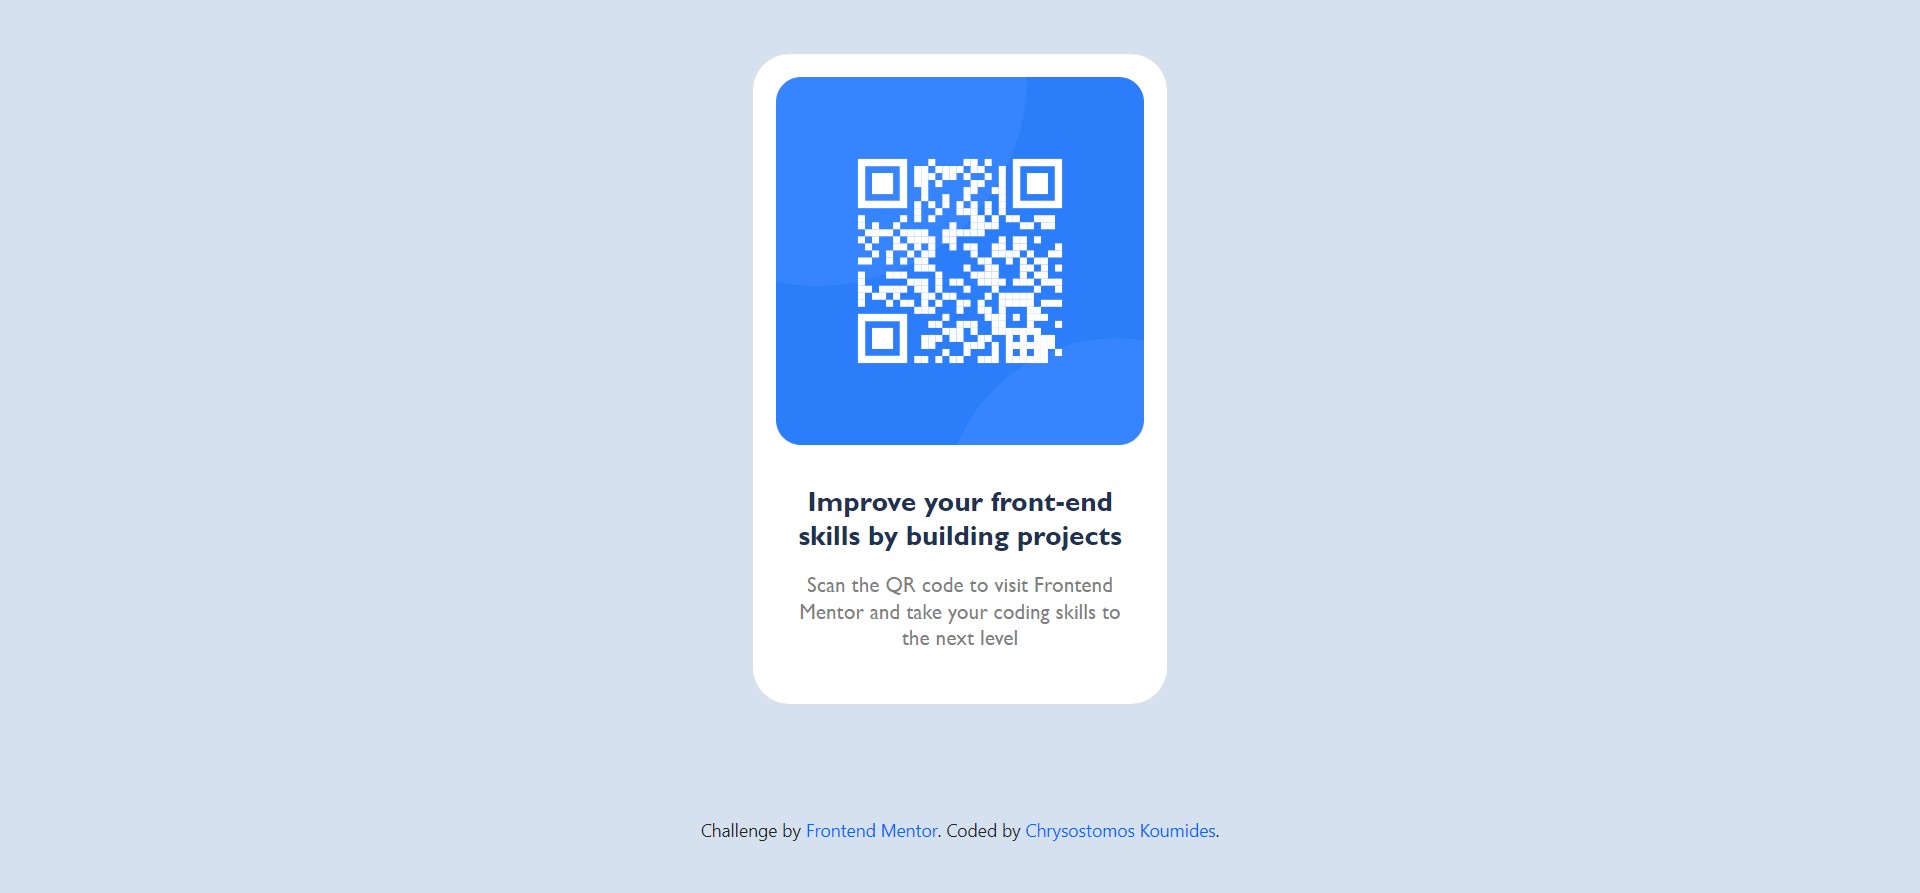 Improve your front-end
skills by building projects
Scan the QR code to visit Frontend
Mentor and take your coding skills to
the next level
Challenge by Frontend Mentor. Coded by Chrysostomos Koumides.